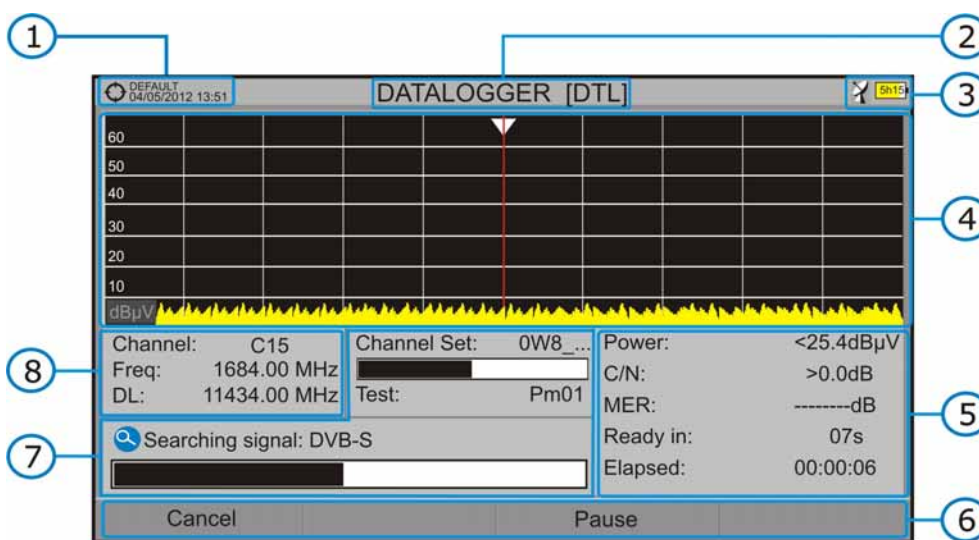 1
2
3
DEFAULT
04/05/2012 13:51
DATALOGGER [DTL]
5h15
60
50
40
30
20
10
dBµV
4
Channel: C15
Freq: 1684.00 MHz
DL: 11434.00 MHz
8
Channel Set: 0W8_...
Test: Pm01
Power: <25.4dBµV
C/N: >0.0dB
MER: --------dB
Ready in: 07s
Elapsed: 00:00:06
5
7
Searching signal: DVB-S
Cancel
Pause
6